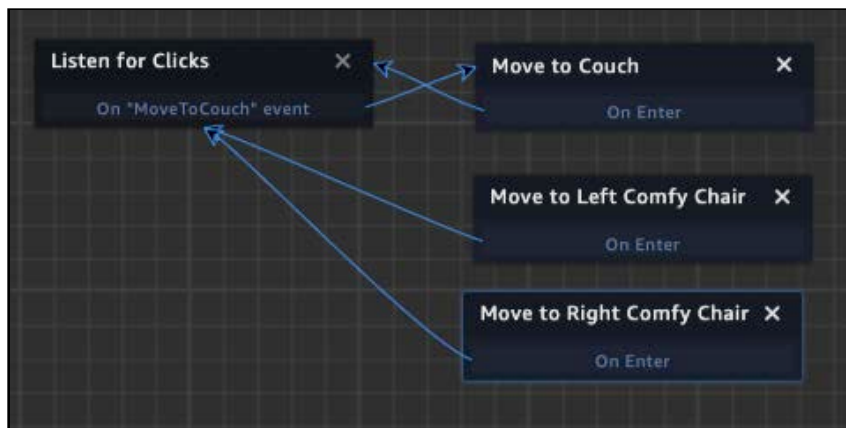 Listen for Clicks
On "MoveToCouch" event
Move to Couch
On Enter
Move to Left Comfy Chair
On Enter
Move to Right Comfy Chair
On Enter